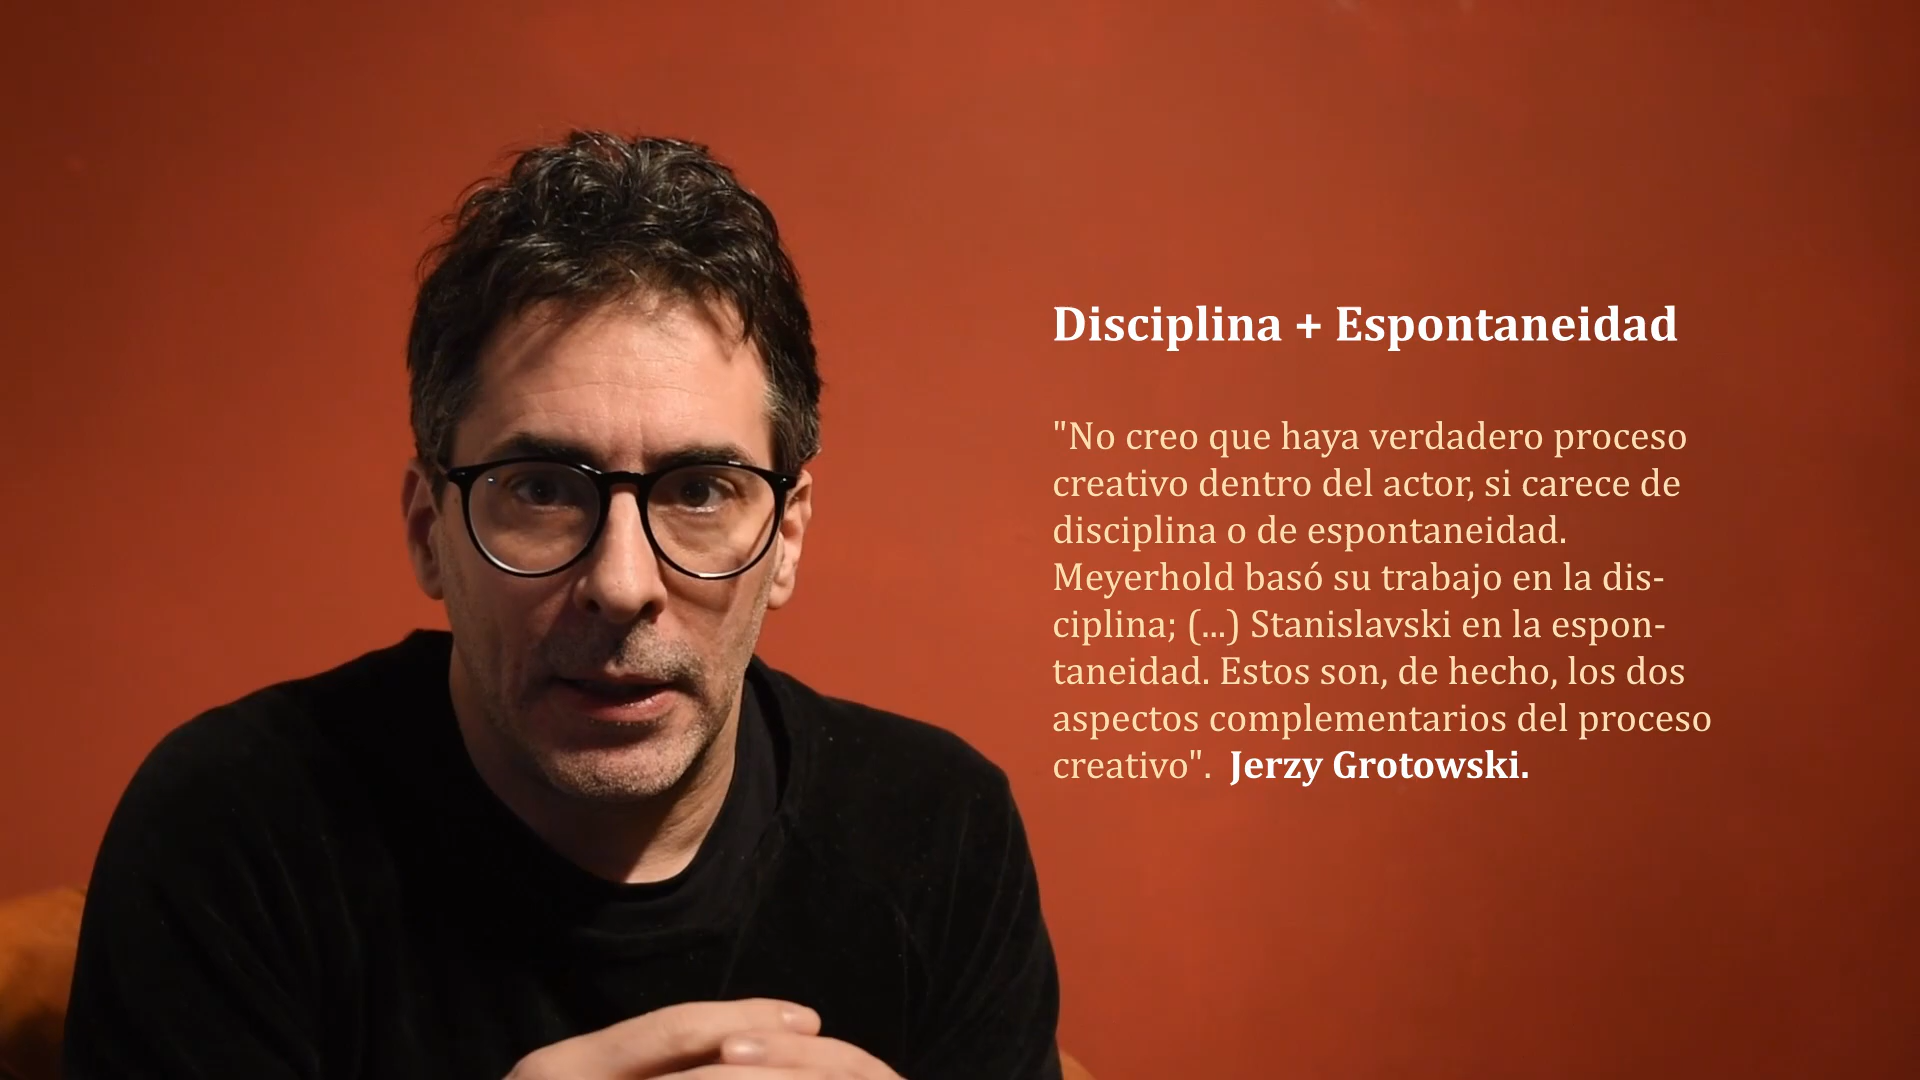 Disciplina + Espontaneidad
"No creo que haya verdadero proceso
creativo dentro del actor, si carece de
disciplina o de espontaneidad.
Meyerhold basó su trabajo en la dis-
ciplina; (...) Stanislavski en la espon-
taneidad. Estos son, de hecho, los dos
aspectos complementarios del proceso
creativo". Jerzy Grotowski.